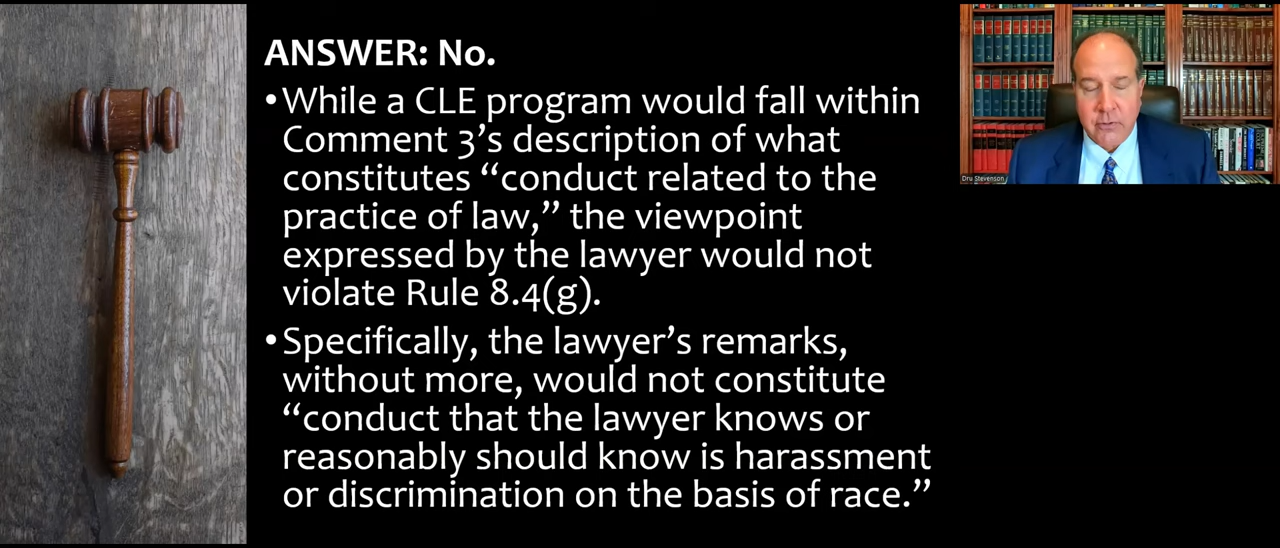 ANSWER: No.
•While a CLE program would fall within
Comment 3’s description of what
constitutes “conduct related to the
practice of law,” the viewpoint
expressed by the lawyer would not
violate Rule 8.4(g).
•Specifically, the lawyer’s remarks,
without more, would not constitute
“conduct that the lawyer knows or
reasonably should know is harassment
or discrimination on the basis of race.”
Dru Stevenson